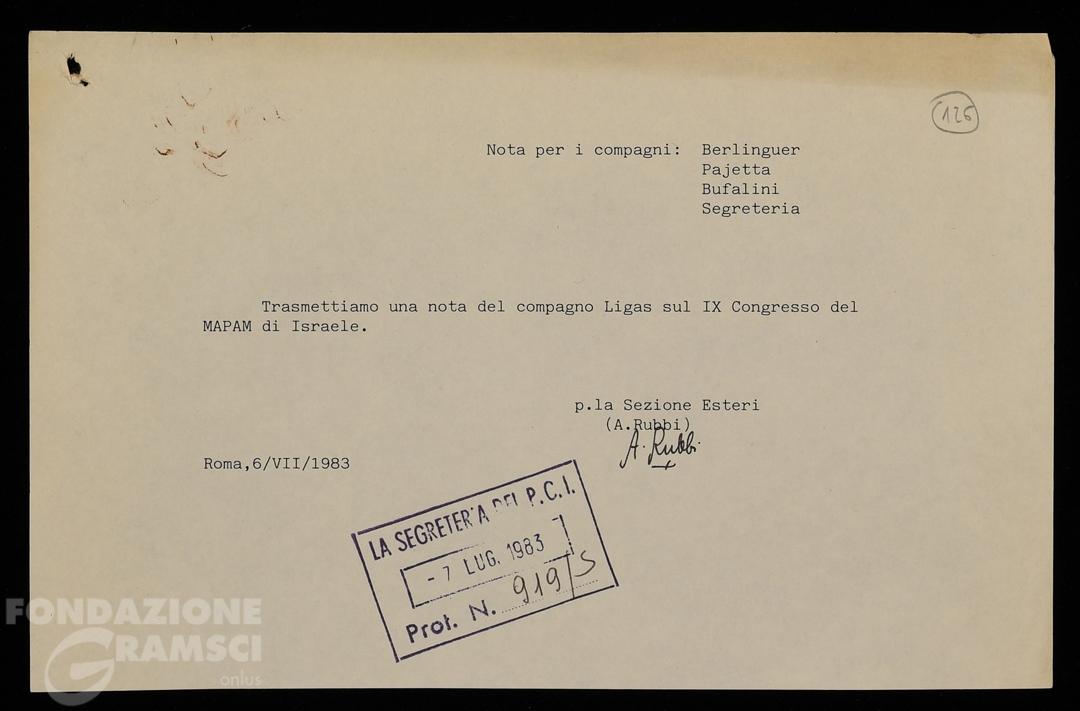 126
Nota per i compagni: Berlinguer
Pajetta
Bufalini
Segreteria
Trasmettiamo una nota del compagno Ligas sul IX Congresso del
MAPAM di Israele.
p.la Sezione Esteri
(A.Rubbi)
A. Rubbi
Roma,6/VII/1983
LA SEGRETERIA DEL P.C.I.
-7 LUG. 1983
Prot. N. 919/S
FONDAZIONE
GRAMSCI
onlus